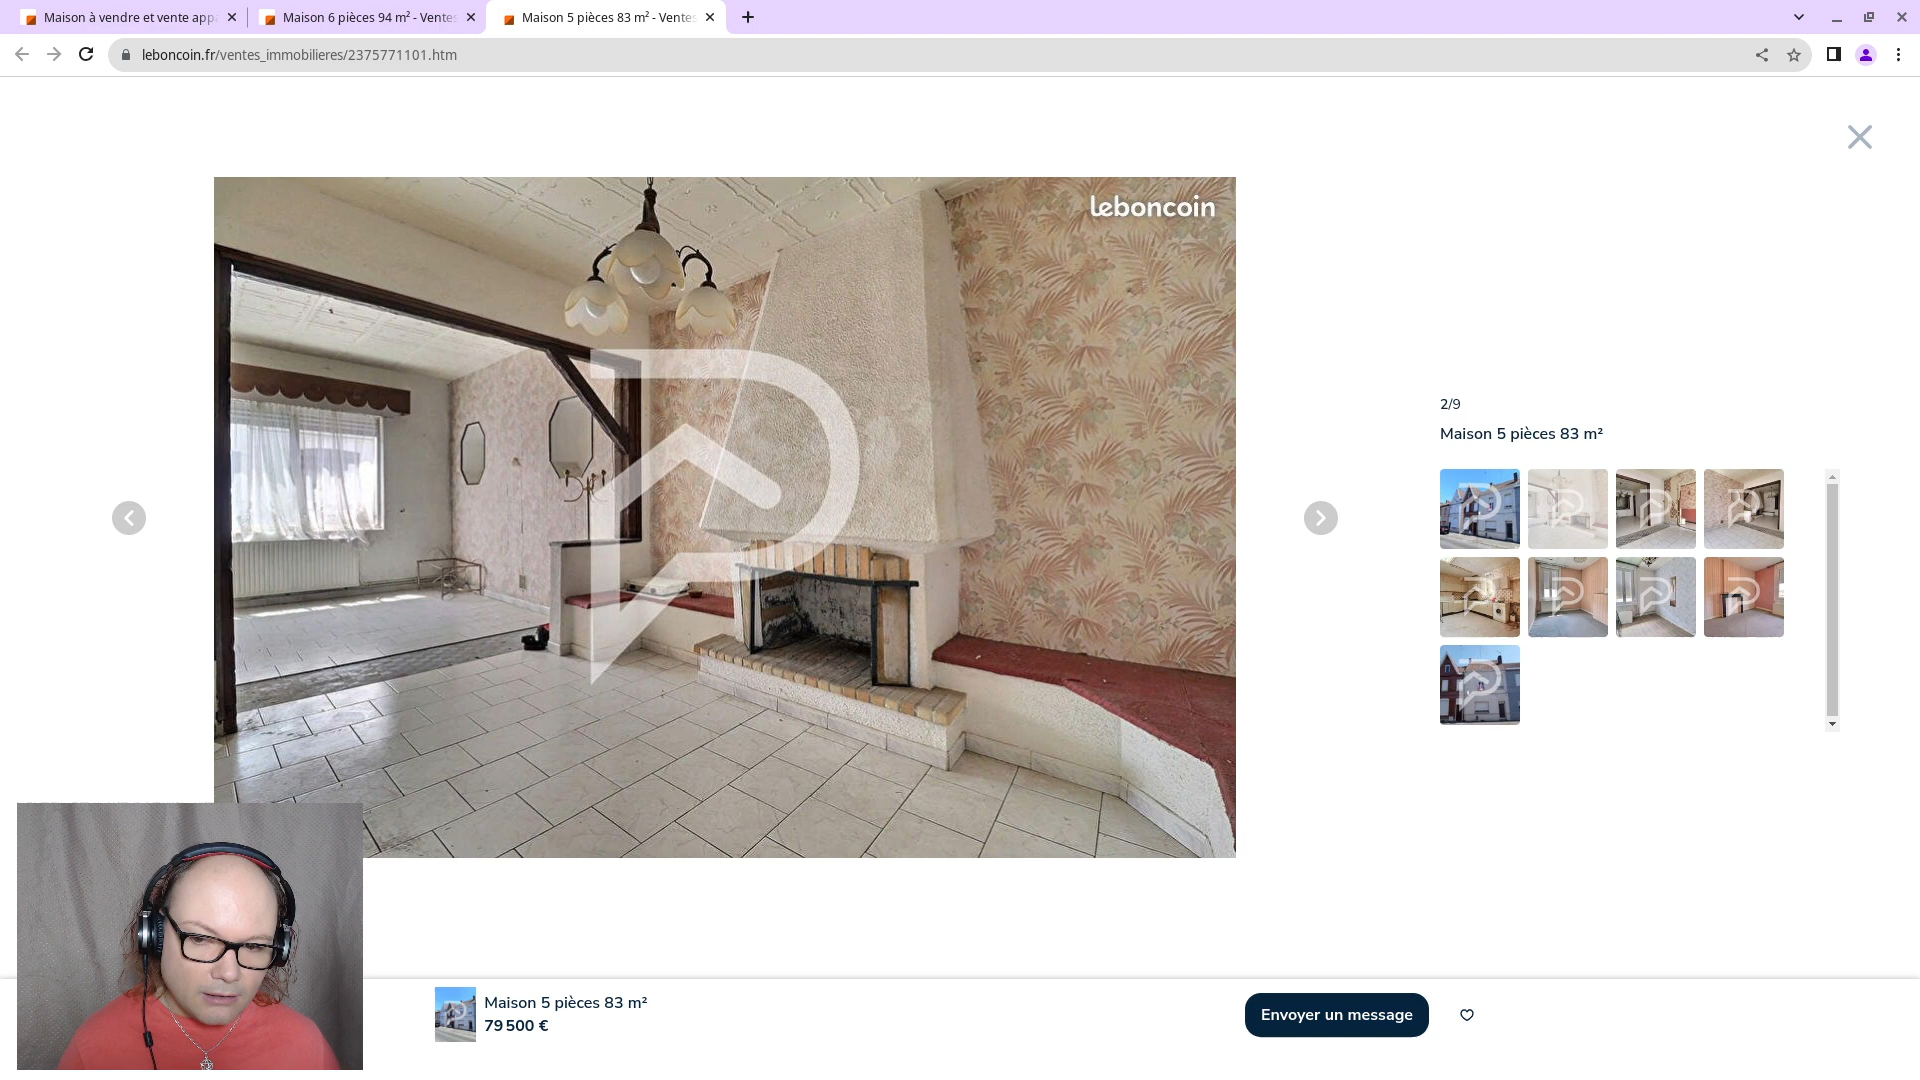 Maison à vendre et vente appa
Maison 6 pièces 94 m² - Ventes
Maison 5 pièces 83 m² - Ventes
leboncoin.fr/ventes_immobilieres/2375771101.htm
leboncoin
2/9
Maison 5 pièces 83 m²
Maison 5 pièces 83 m²
79 500 €
Envoyer un message